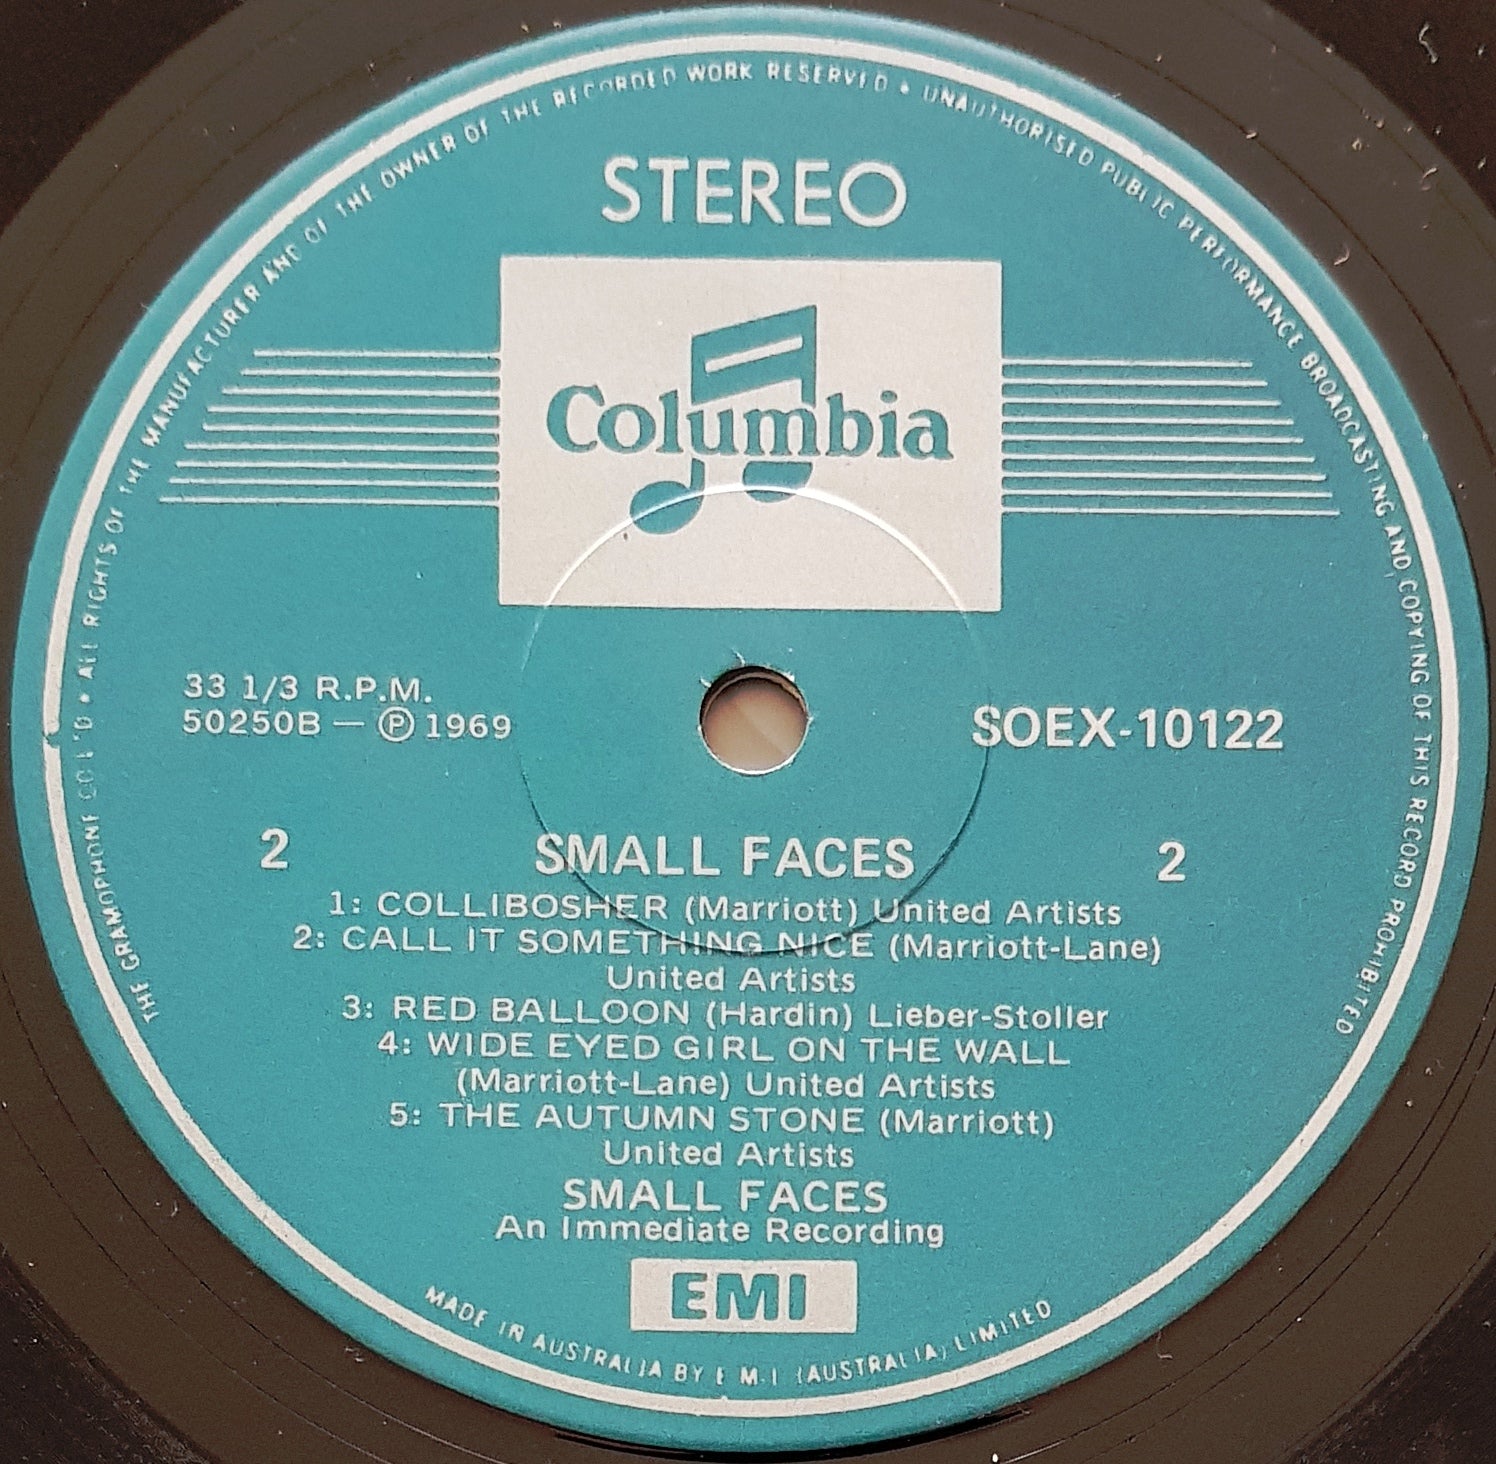 THE GRAMOPHONE CO LTD • ALL RIGHTS OF THE MANUFACTURER AND OF THE OWNER OF THE RECORDED WORK RESERVED • UNAUTHORISED PUBLIC PERFORMANCE BROADCASTING AND COPYING OF THIS RECORD PROHIBITED
STEREO
Columbia
33 1/3 R.P.M.
50250B — ℗ 1969
SOEX-10122
2 SMALL FACES 2
1: COLLIBOSHER (Marriott) United Artists
2: CALL IT SOMETHING NICE (Marriott-Lane)
United Artists
3: RED BALLOON (Hardin) Lieber-Stoller
4: WIDE EYED GIRL ON THE WALL
(Marriott-Lane) United Artists
5: THE AUTUMN STONE (Marriott)
United Artists
SMALL FACES
An Immediate Recording
EMI
MADE IN AUSTRALIA BY E.M.I. (AUSTRALIA) LIMITED